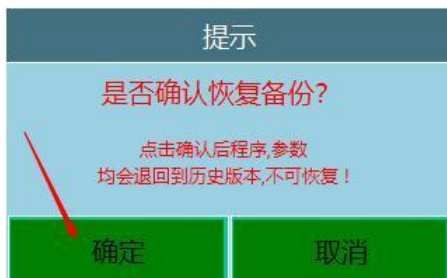 提示
是否确认恢复备份?
点击确认后程序,参数
均会退回到历史版本,不可恢复！
确定
取消